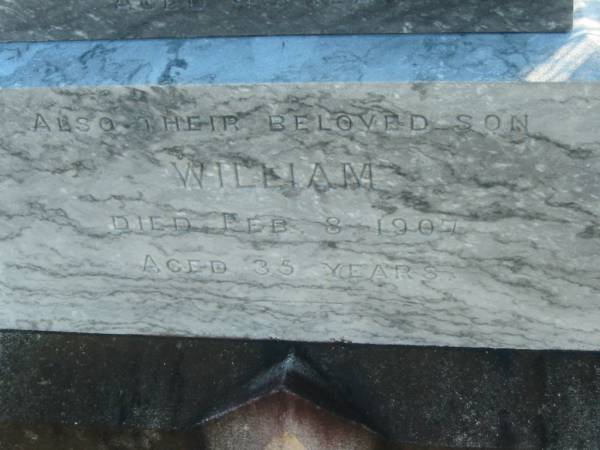 ALSO THEIR BELOVED SON
WILLIAM
DIED FEB. 8 1907
AGED 35 YEARS